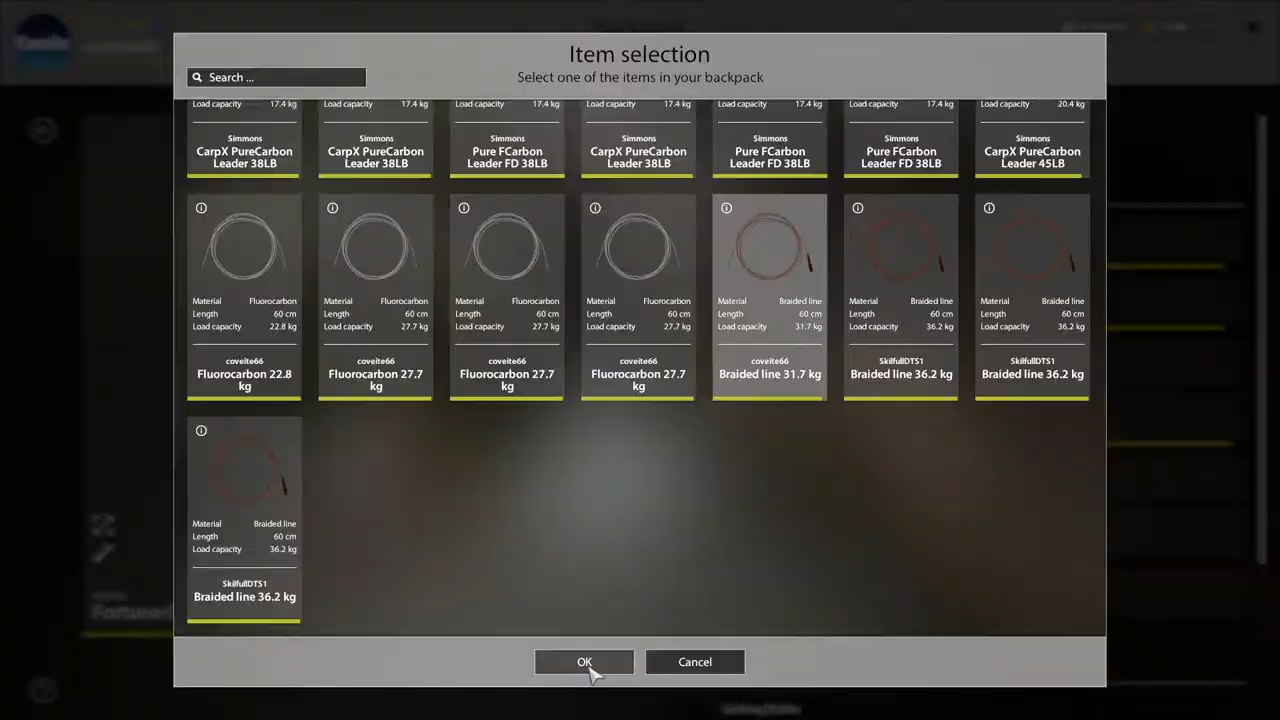 Item selection
Search ...
Select one of the items in your backpack
Load capacity 17.4 kg
Load capacity 17.4 kg
Load capacity 17.4 kg
Load capacity 17.4 kg
Load capacity 17.4 kg
Load capacity 17.4 kg
Load capacity 20.4 kg
Simmons
CarpX PureCarbon
Leader 38LB
Simmons
CarpX PureCarbon
Leader 38LB
Simmons
Pure FCarbon
Leader FD 38LB
Simmons
CarpX PureCarbon
Leader 38LB
Simmons
Pure FCarbon
Leader FD 38LB
Simmons
Pure FCarbon
Leader FD 38LB
Simmons
CarpX PureCarbon
Leader 45LB
Material Fluorocarbon
Length 60 cm
Load capacity 22.8 kg
coveite66
Fluorocarbon 22.8
kg
Material Fluorocarbon
Length 60 cm
Load capacity 27.7 kg
coveite66
Fluorocarbon 27.7
kg
Material Fluorocarbon
Length 60 cm
Load capacity 27.7 kg
coveite66
Fluorocarbon 27.7
kg
Material Fluorocarbon
Length 60 cm
Load capacity 27.7 kg
coveite66
Fluorocarbon 27.7
kg
Material Braided line
Length 60 cm
Load capacity 31.7 kg
coveite66
Braided line 31.7 kg
Material Braided line
Length 60 cm
Load capacity 36.2 kg
SkilfullDTS1
Braided line 36.2 kg
Material Braided line
Length 60 cm
Load capacity 36.2 kg
SkilfullDTS1
Braided line 36.2 kg
Material Braided line
Length 60 cm
Load capacity 36.2 kg
SkilfullDTS1
Braided line 36.2 kg
OK
Cancel